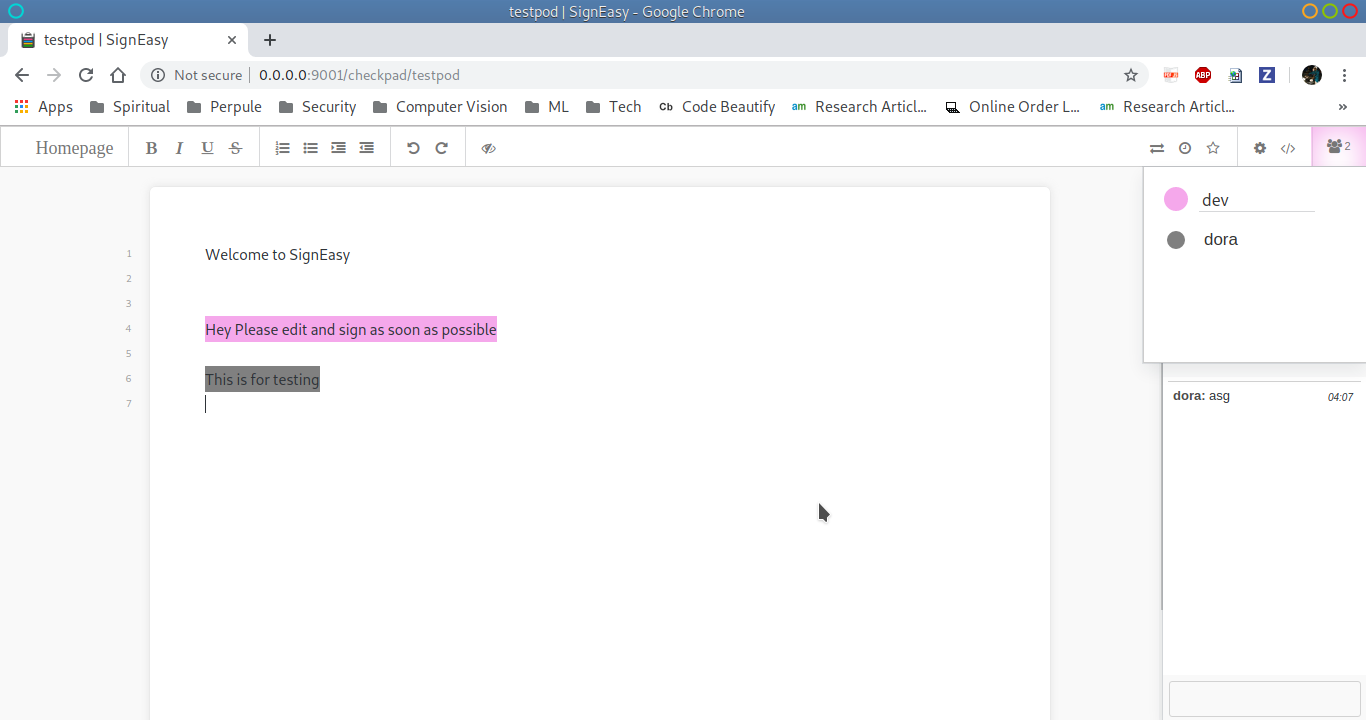 testpod | SignEasy - Google Chrome
testpod | SignEasy
Not secure 0.0.0.0:9001/checkpad/testpod
Apps Spiritual Perpule Security Computer Vision ML Tech Cb Code Beautify am Research Articl... Online Order L... am Research Articl... »
Homepage B I U S 2
dev
dora
1 Welcome to SignEasy
2
3
4 Hey Please edit and sign as soon as possible
5
6 This is for testing
7
dora: asg 04:07